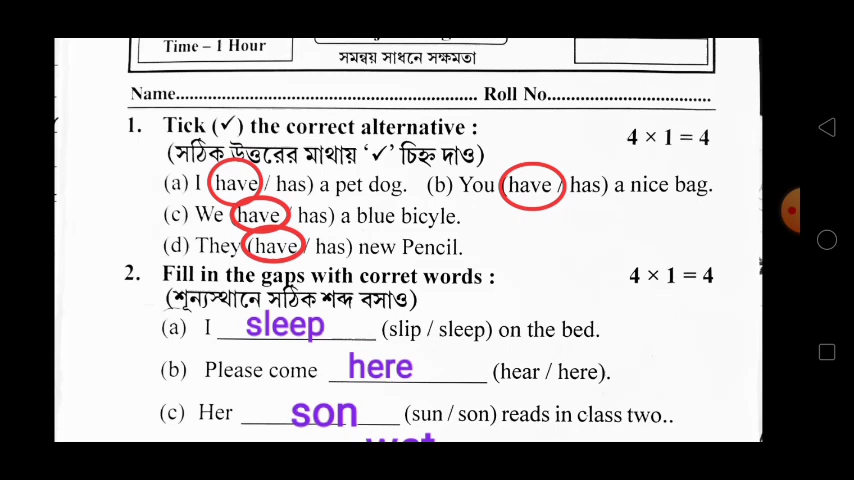 Time – 1 Hour
সমন্বয় সাধনে সক্ষমতা
Name.................................................................. Roll No....................................
1. Tick (✓) the correct alternative : 4 × 1 = 4
(সঠিক উত্তরের মাথায় ‘✓’ চিহ্ন দাও)
(a) I (have / has) a pet dog. (b) You (have / has) a nice bag.
(c) We (have / has) a blue bicyle.
(d) They (have / has) new Pencil.
2. Fill in the gaps with corret words : 4 × 1 = 4
(শূন্যস্থানে সঠিক শব্দ বসাও)
(a) I sleep (slip / sleep) on the bed.
(b) Please come here (hear / here).
(c) Her son (sun / son) reads in class two..